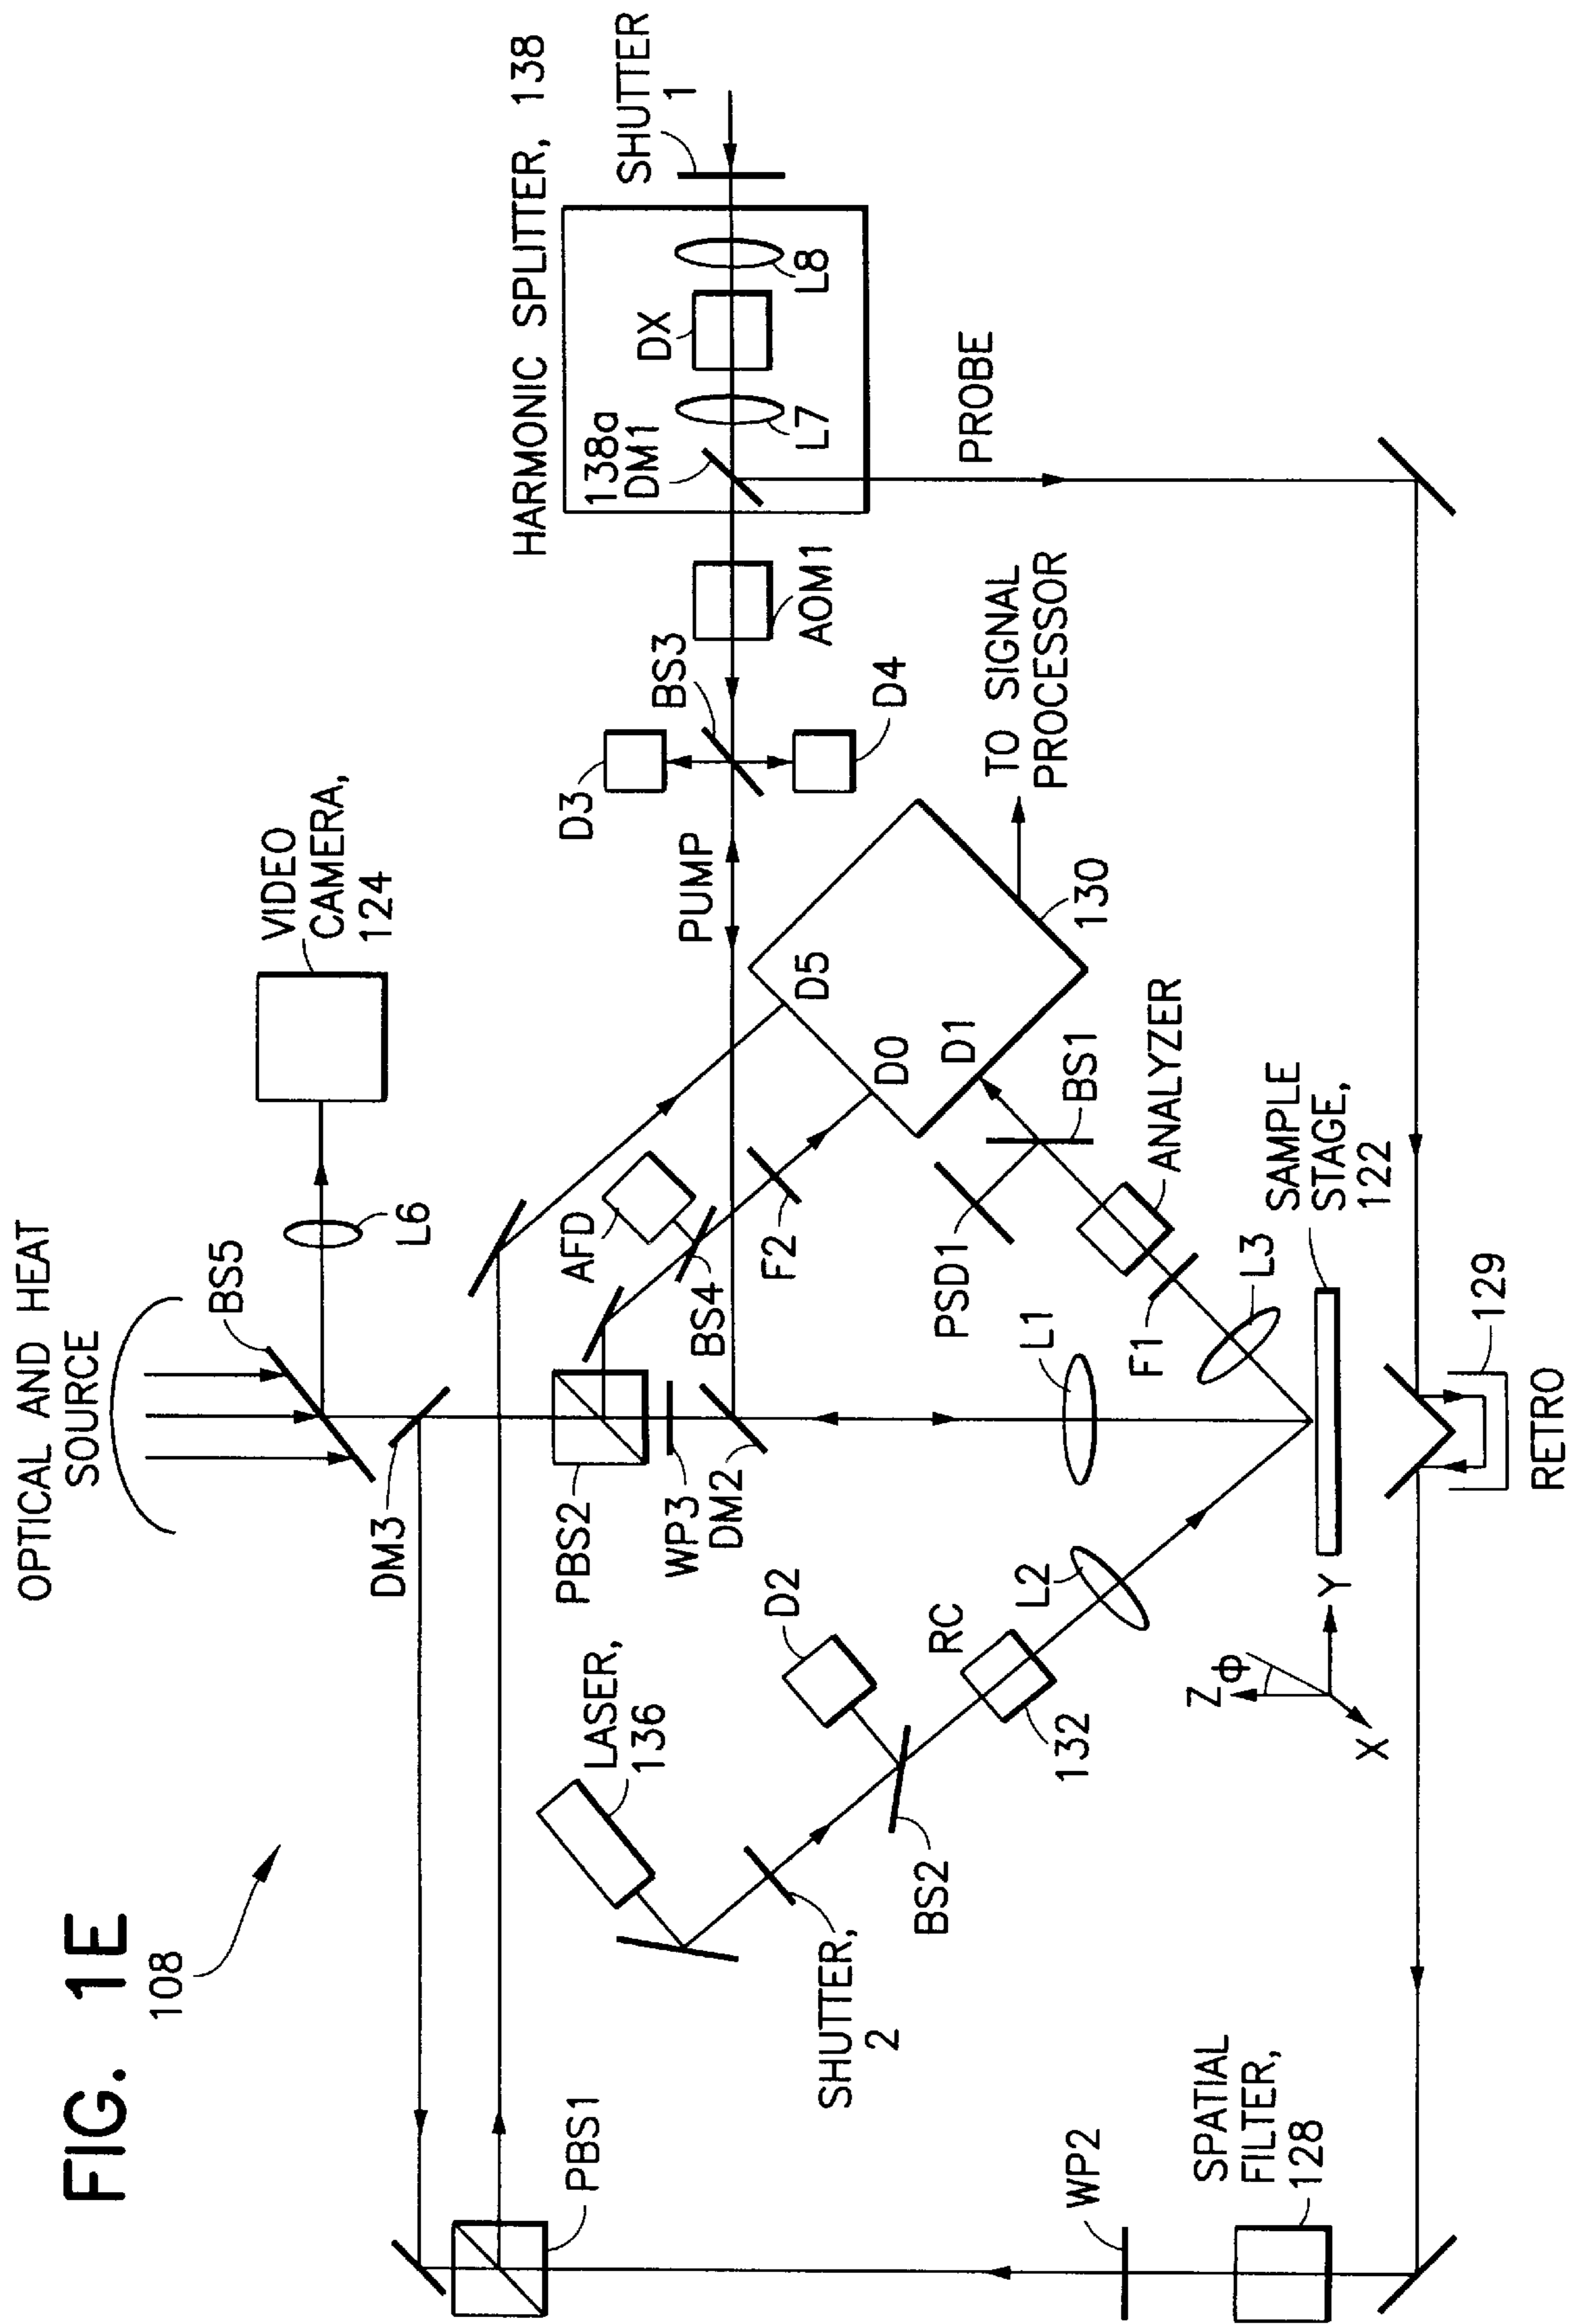 FIG. 1E
108
OPTICAL AND HEAT
SOURCE
BS5
VIDEO
CAMERA,
124
L6
DM3
HARMONIC SPLITTER, 138
SHUTTER
1
138a
DM1
DX
L7
L8
AOM1
BS3
D3
D4
PUMP
PROBE
AFD
PBS2
WP3
DM2
BS4
F2
D5
D0
D1
130
TO SIGNAL
PROCESSOR
LASER,
136
D2
SHUTTER,
2
BS2
RC
132
L2
L1
PSD1
BS1
ANALYZER
F1
L3
SAMPLE
STAGE,
122
Z
Φ
Y
X
129
RETRO
PBS1
WP2
SPATIAL
FILTER,
128